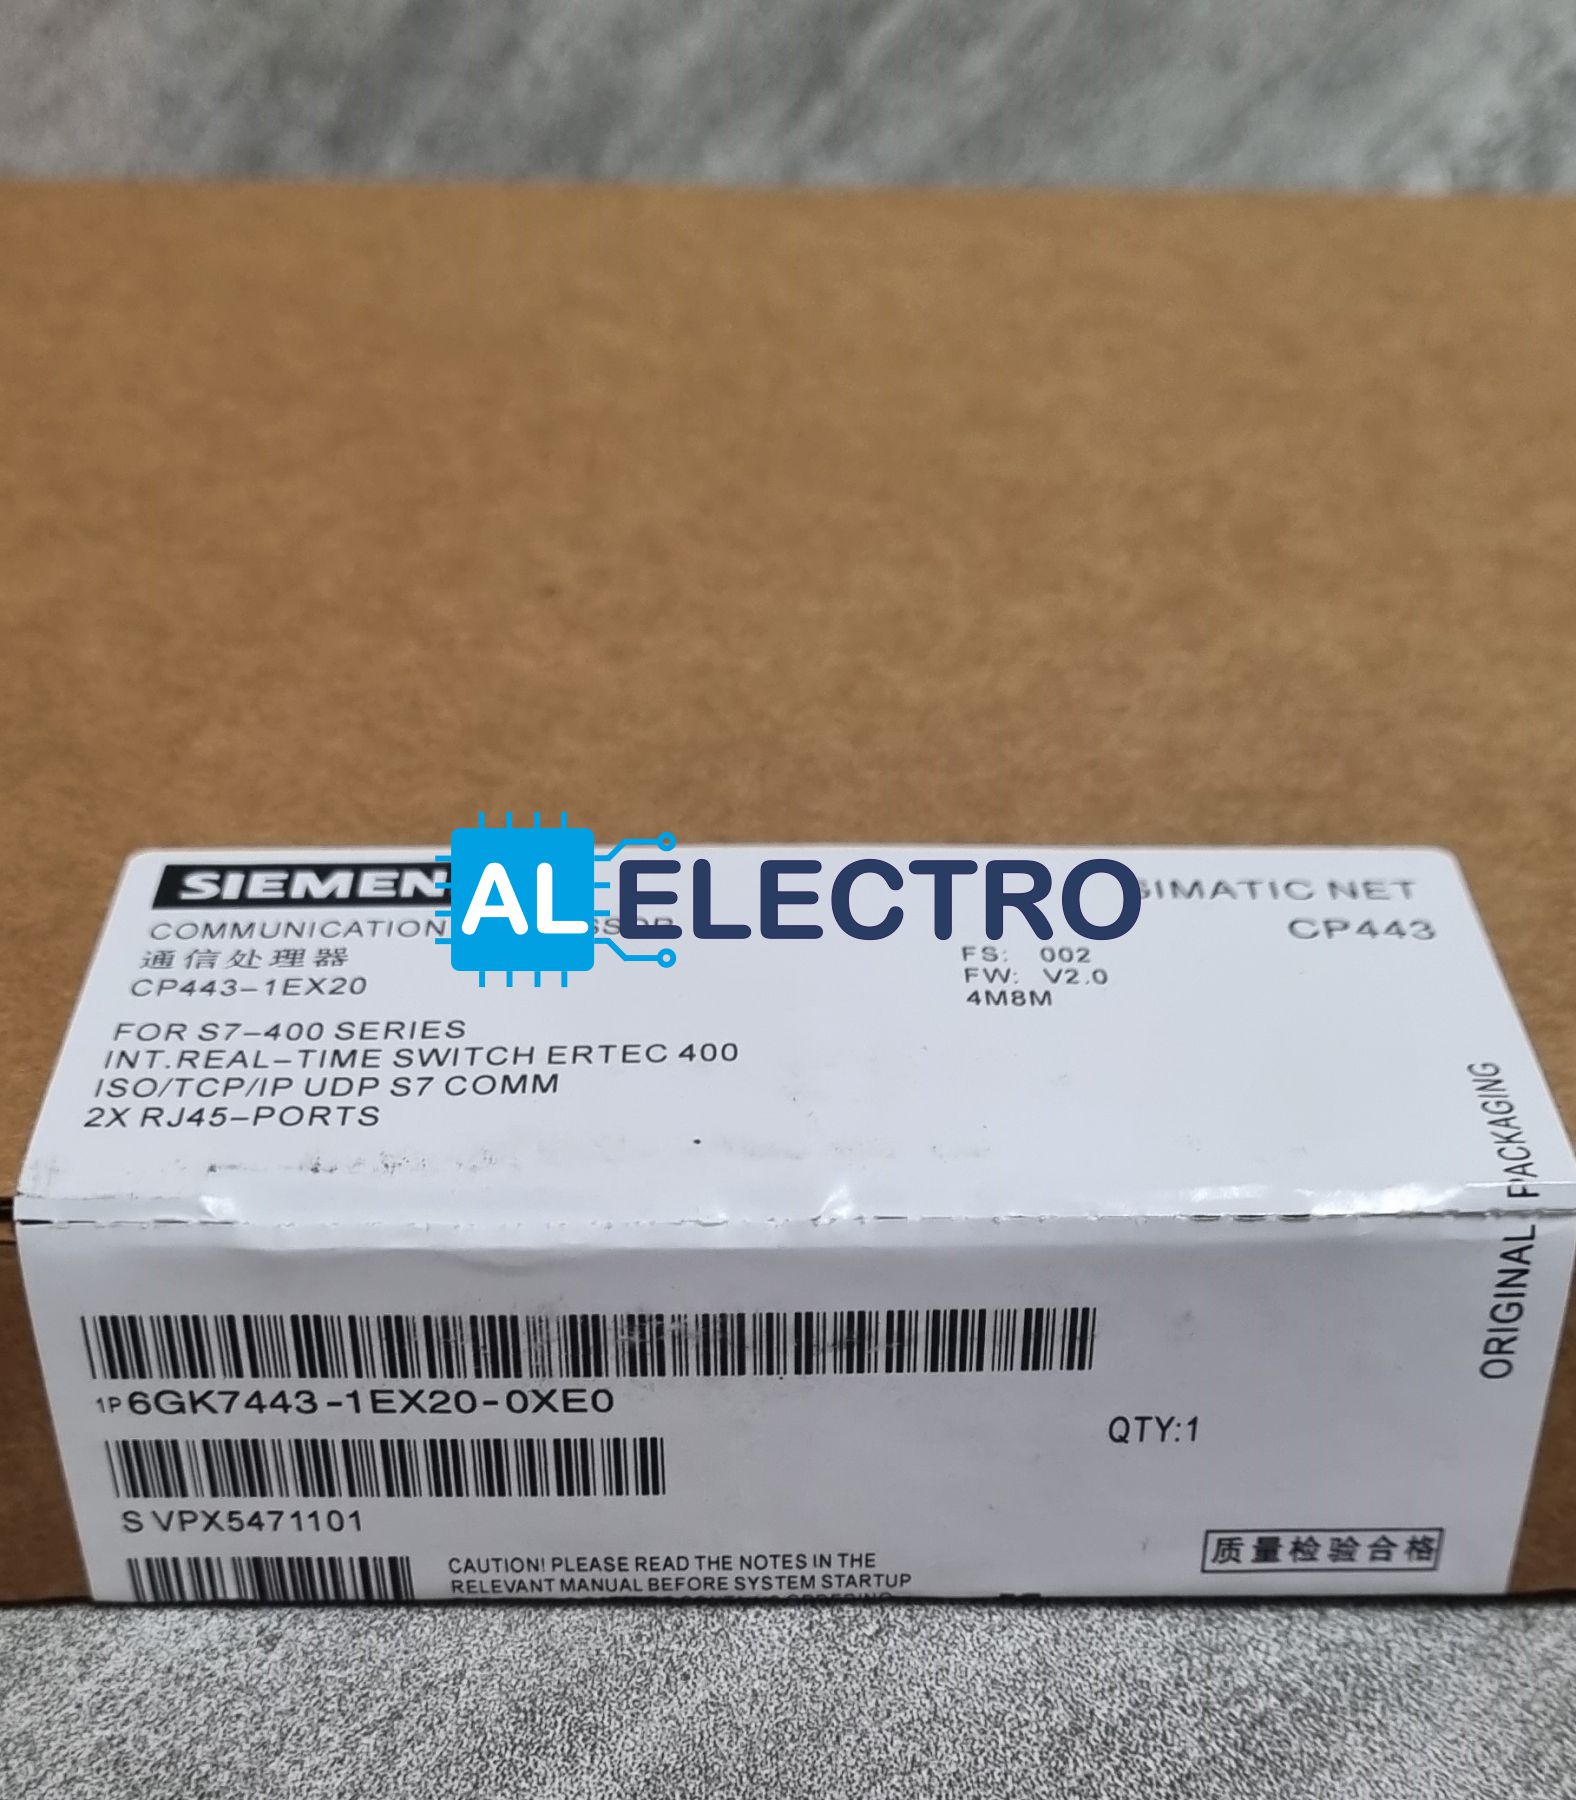 SIEMEN
AL ELECTRO
SIMATIC NET
COMMUNICATION
CP443
通信处理器
FS: 002
CP443-1EX20
FW: V2.0
4M8M
FOR S7-400 SERIES
INT.REAL-TIME SWITCH ERTEC 400
ISO/TCP/IP UDP S7 COMM
2X RJ45-PORTS
ORIGINAL PACKAGING
1P 6GK7443-1EX20-0XE0
QTY:1
S VPX5471101
质量检验合格
CAUTION! PLEASE READ THE NOTES IN THE
RELEVANT MANUAL BEFORE SYSTEM STARTUP